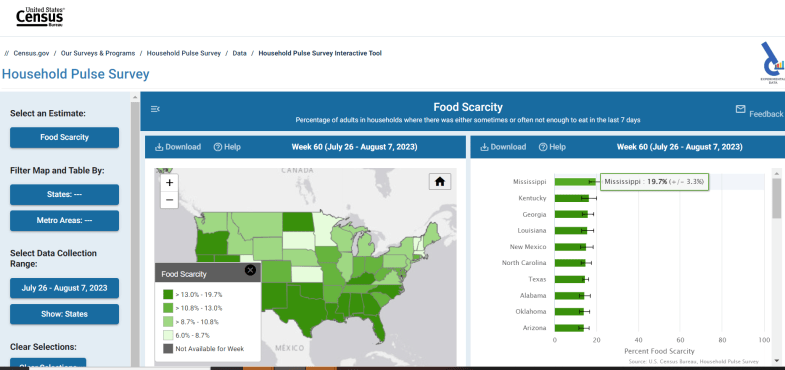 United States®
Census
Bureau
// Census.gov / Our Surveys & Programs / Household Pulse Survey / Data / Household Pulse Survey Interactive Tool
Household Pulse Survey
EXPERIMENTAL DATA
Select an Estimate:
Food Scarcity
Filter Map and Table By:
States: ---
Metro Areas: ---
Select Data Collection
Range:
July 26 - August 7, 2023
Show: States
Clear Selections:
Clear Selections
Food Scarcity
Percentage of adults in households where there was either sometimes or often not enough to eat in the last 7 days
Feedback
Download Help Week 60 (July 26 - August 7, 2023)
+
−
CANADA
MÉXICO
Food Scarcity
> 13.0% - 19.7%
> 10.8% - 13.0%
> 8.7% - 10.8%
6.0% - 8.7%
Not Available for Week
Download Help Week 60 (July 26 - August 7, 2023)
Mississippi
Mississippi : 19.7% (+/- 3.3%)
Kentucky
Georgia
Louisiana
New Mexico
North Carolina
Texas
Alabama
Oklahoma
Arizona
0 20 40 60 80 100
Percent Food Scarcity
Source: U.S. Census Bureau, Household Pulse Survey